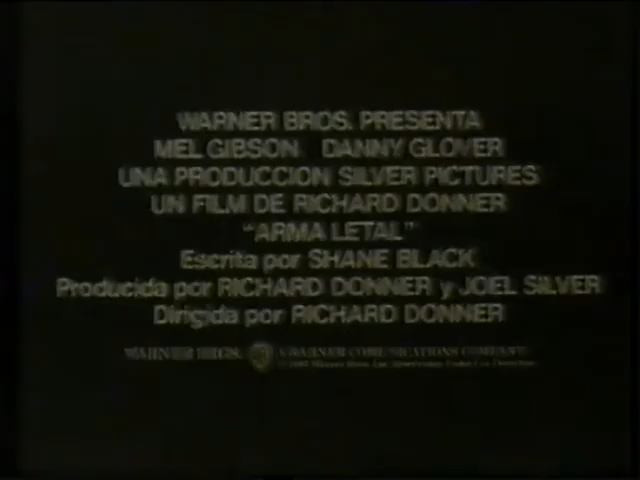 WARNER BROS. PRESENTA
MEL GIBSON DANNY GLOVER
UNA PRODUCCION SILVER PICTURES
UN FILM DE RICHARD DONNER
"ARMA LETAL"
Escrita por SHANE BLACK
Producida por RICHARD DONNER y JOEL SILVER
Dirigida por RICHARD DONNER
WARNER BROS. A WARNER COMMUNICATIONS COMPANY